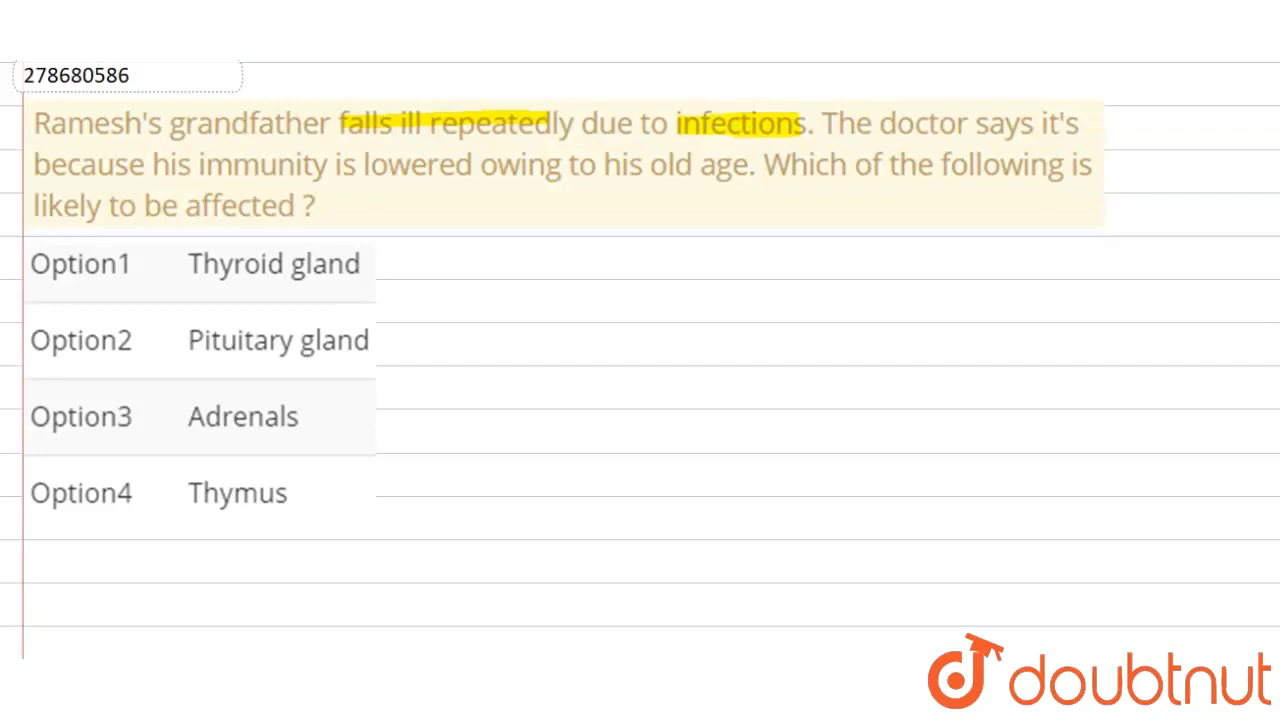 278680586
Ramesh's grandfather falls ill repeatedly due to infections. The doctor says it's
because his immunity is lowered owing to his old age. Which of the following is
likely to be affected ?
Option1 Thyroid gland
Option2 Pituitary gland
Option3 Adrenals
Option4 Thymus
doubtnut